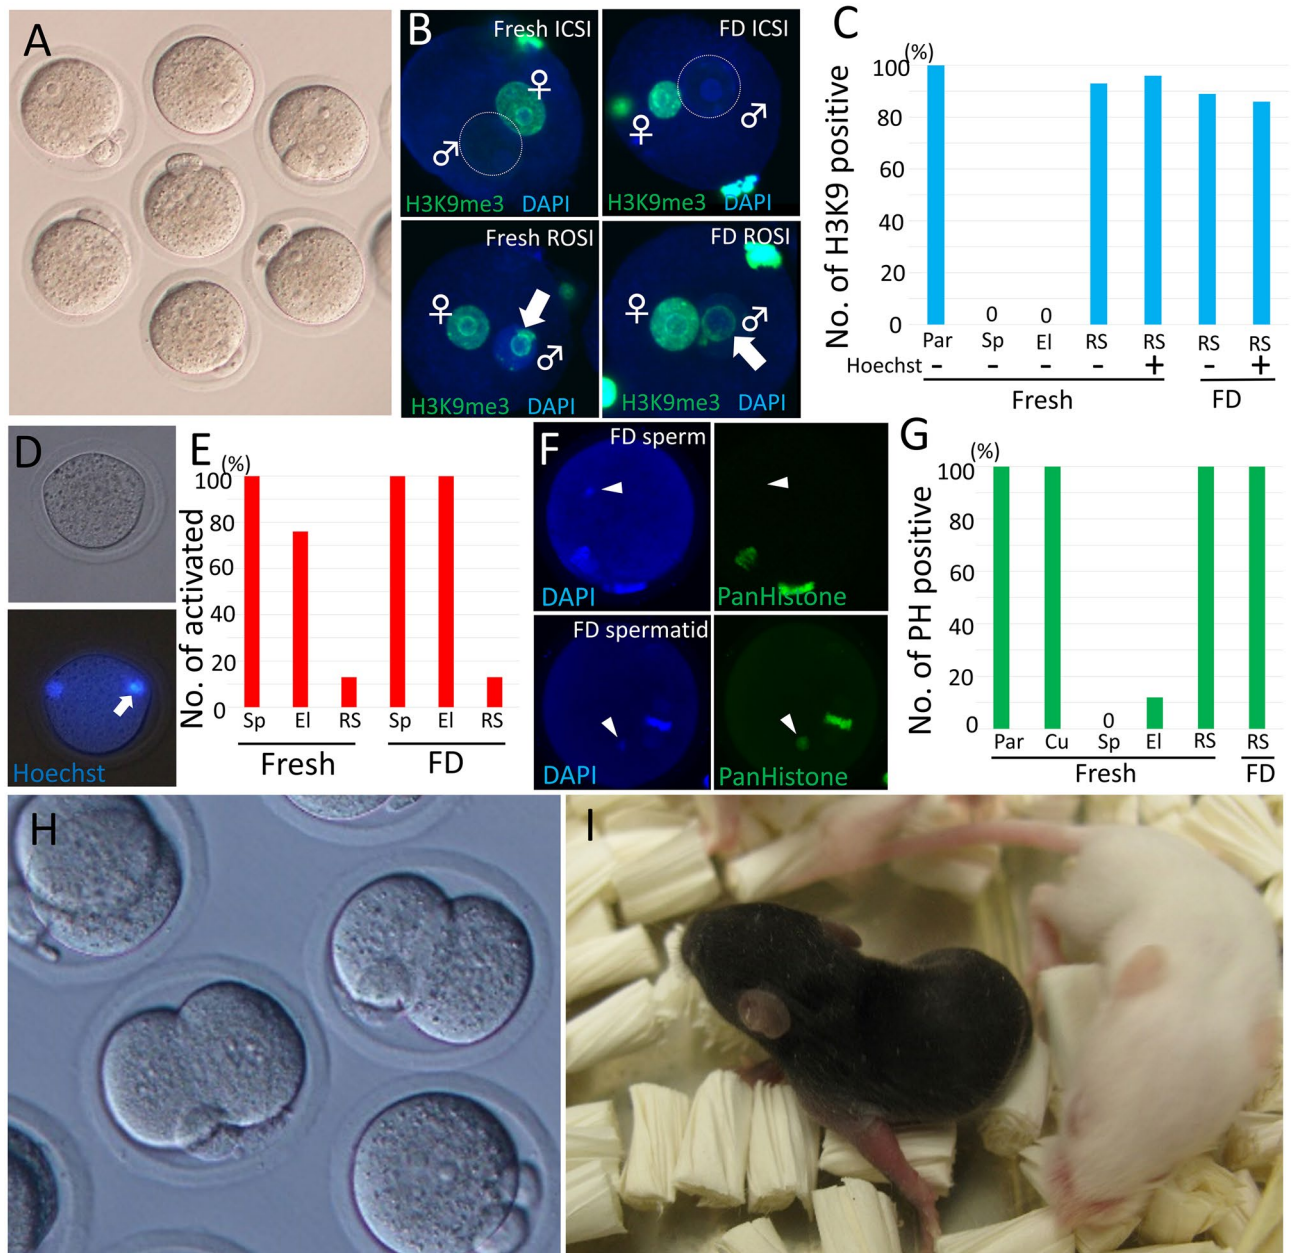 A
B
Fresh ICSI
♀
♂
H3K9me3 DAPI
FD ICSI
♀
♂
H3K9me3 DAPI
Fresh ROSI
♀
♂
H3K9me3 DAPI
FD ROSI
♀
♂
H3K9me3 DAPI
C
(%)
No. of H3K9 positive
100
80
60
40
20
0
0 0
Par Sp El RS RS RS RS
Hoechst - - - - + - +
Fresh FD
D
Hoechst
E
(%)
No. of activated
100
80
60
40
20
0
Sp El RS Sp El RS
Fresh FD
F
FD sperm
DAPI
PanHistone
FD spermatid
DAPI
PanHistone
G
(%)
No. of PH positive
100
80
60
40
20
0
0
Par Cu Sp El RS RS
Fresh FD
H
I